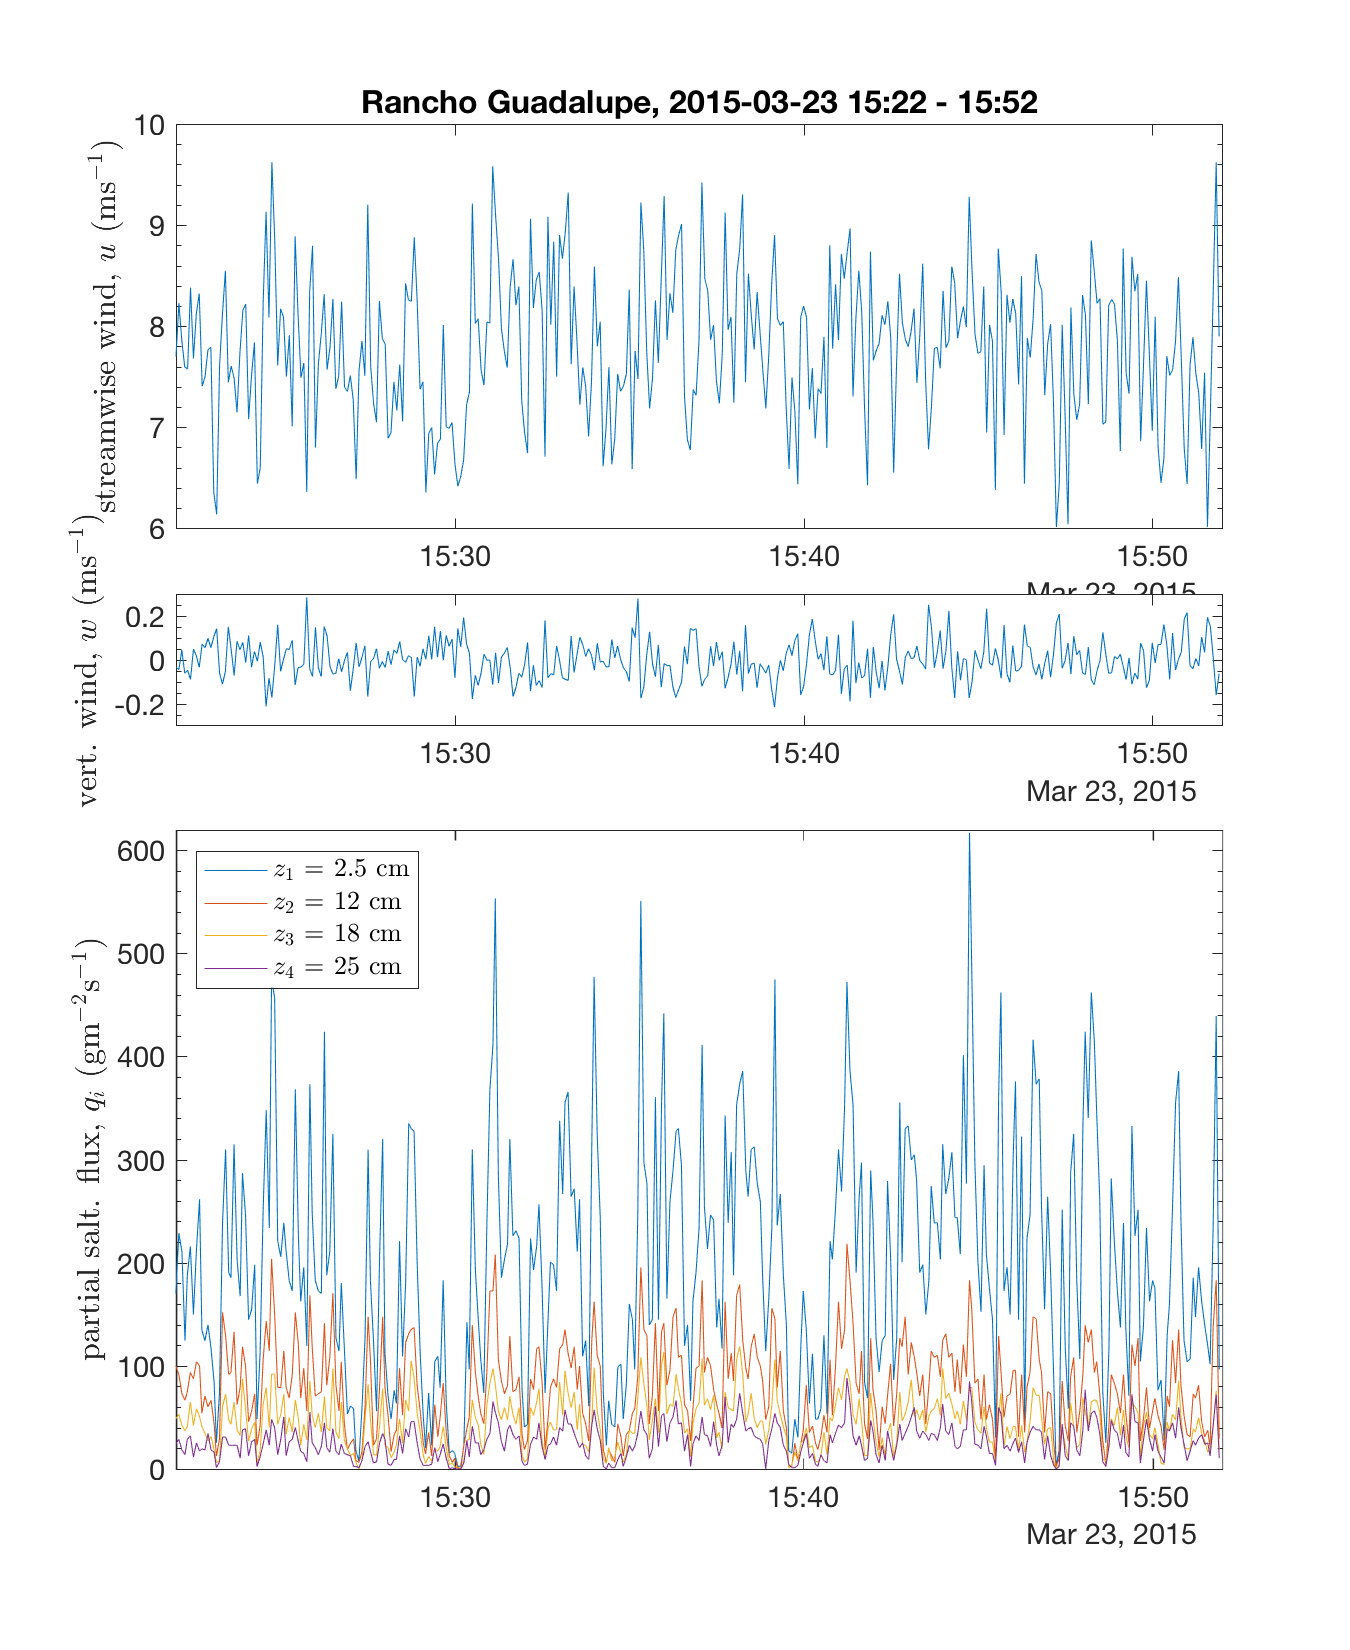 Rancho Guadalupe, 2015-03-23 15:22 - 15:52
streamwise wind, u (ms⁻¹)
10
9
8
7
6
15:30 15:40 15:50
Mar 23, 2015
vert. wind, w (ms⁻¹)
0.2
0
-0.2
15:30 15:40 15:50
Mar 23, 2015
partial salt. flux, qᵢ (gm⁻²s⁻¹)
600
500
400
300
200
100
0
z₁ = 2.5 cm
z₂ = 12 cm
z₃ = 18 cm
z₄ = 25 cm
15:30 15:40 15:50
Mar 23, 2015